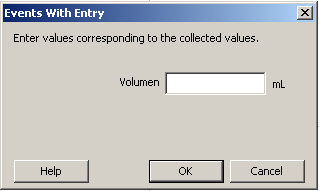 Events With Entry
Enter values corresponding to the collected values.
Volumen mL
Help OK Cancel